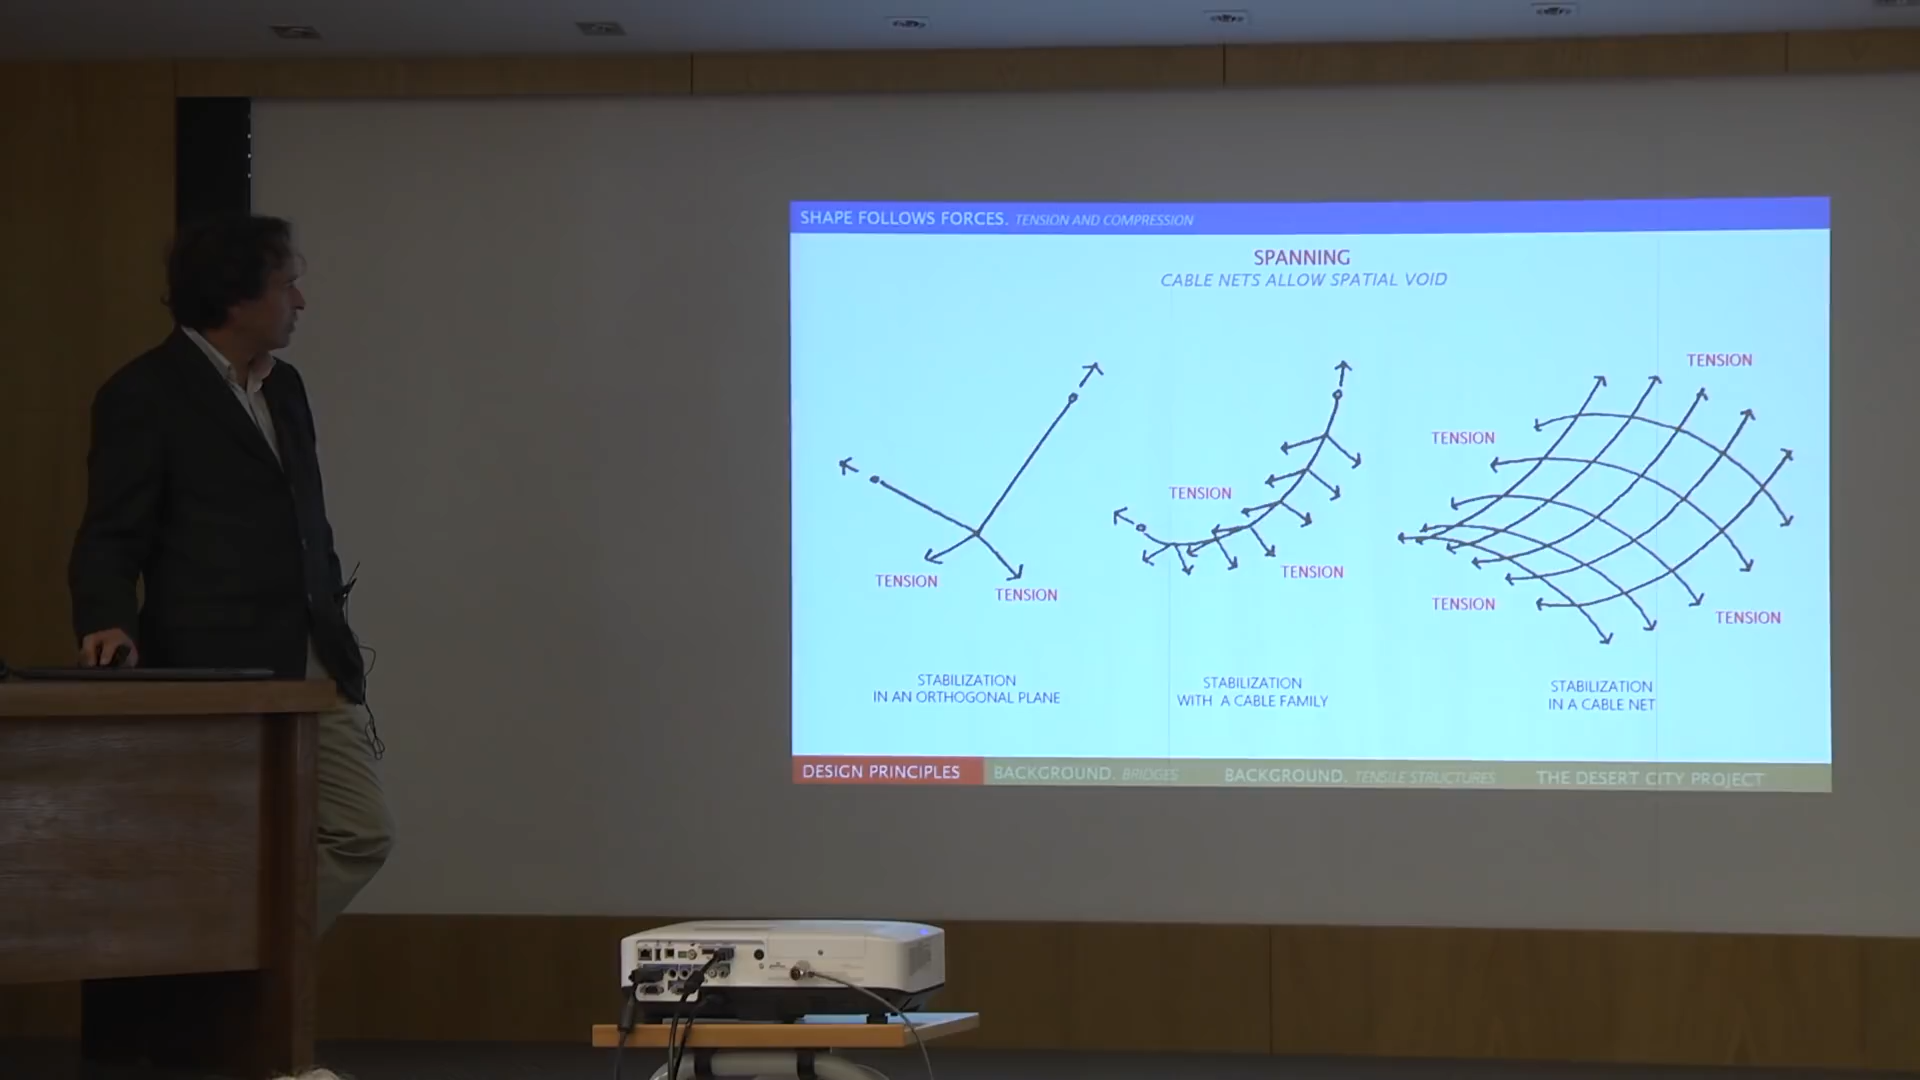 SHAPE FOLLOWS FORCES. TENSION AND COMPRESSION
SPANNING
CABLE NETS ALLOW SPATIAL VOID
TENSION
TENSION
STABILIZATION
IN AN ORTHOGONAL PLANE
TENSION
TENSION
STABILIZATION
WITH A CABLE FAMILY
TENSION
TENSION
TENSION
TENSION
STABILIZATION
IN A CABLE NET
DESIGN PRINCIPLES
BACKGROUND. BRIDGES
BACKGROUND. TENSILE STRUCTURES
THE DESERT CITY PROJECT